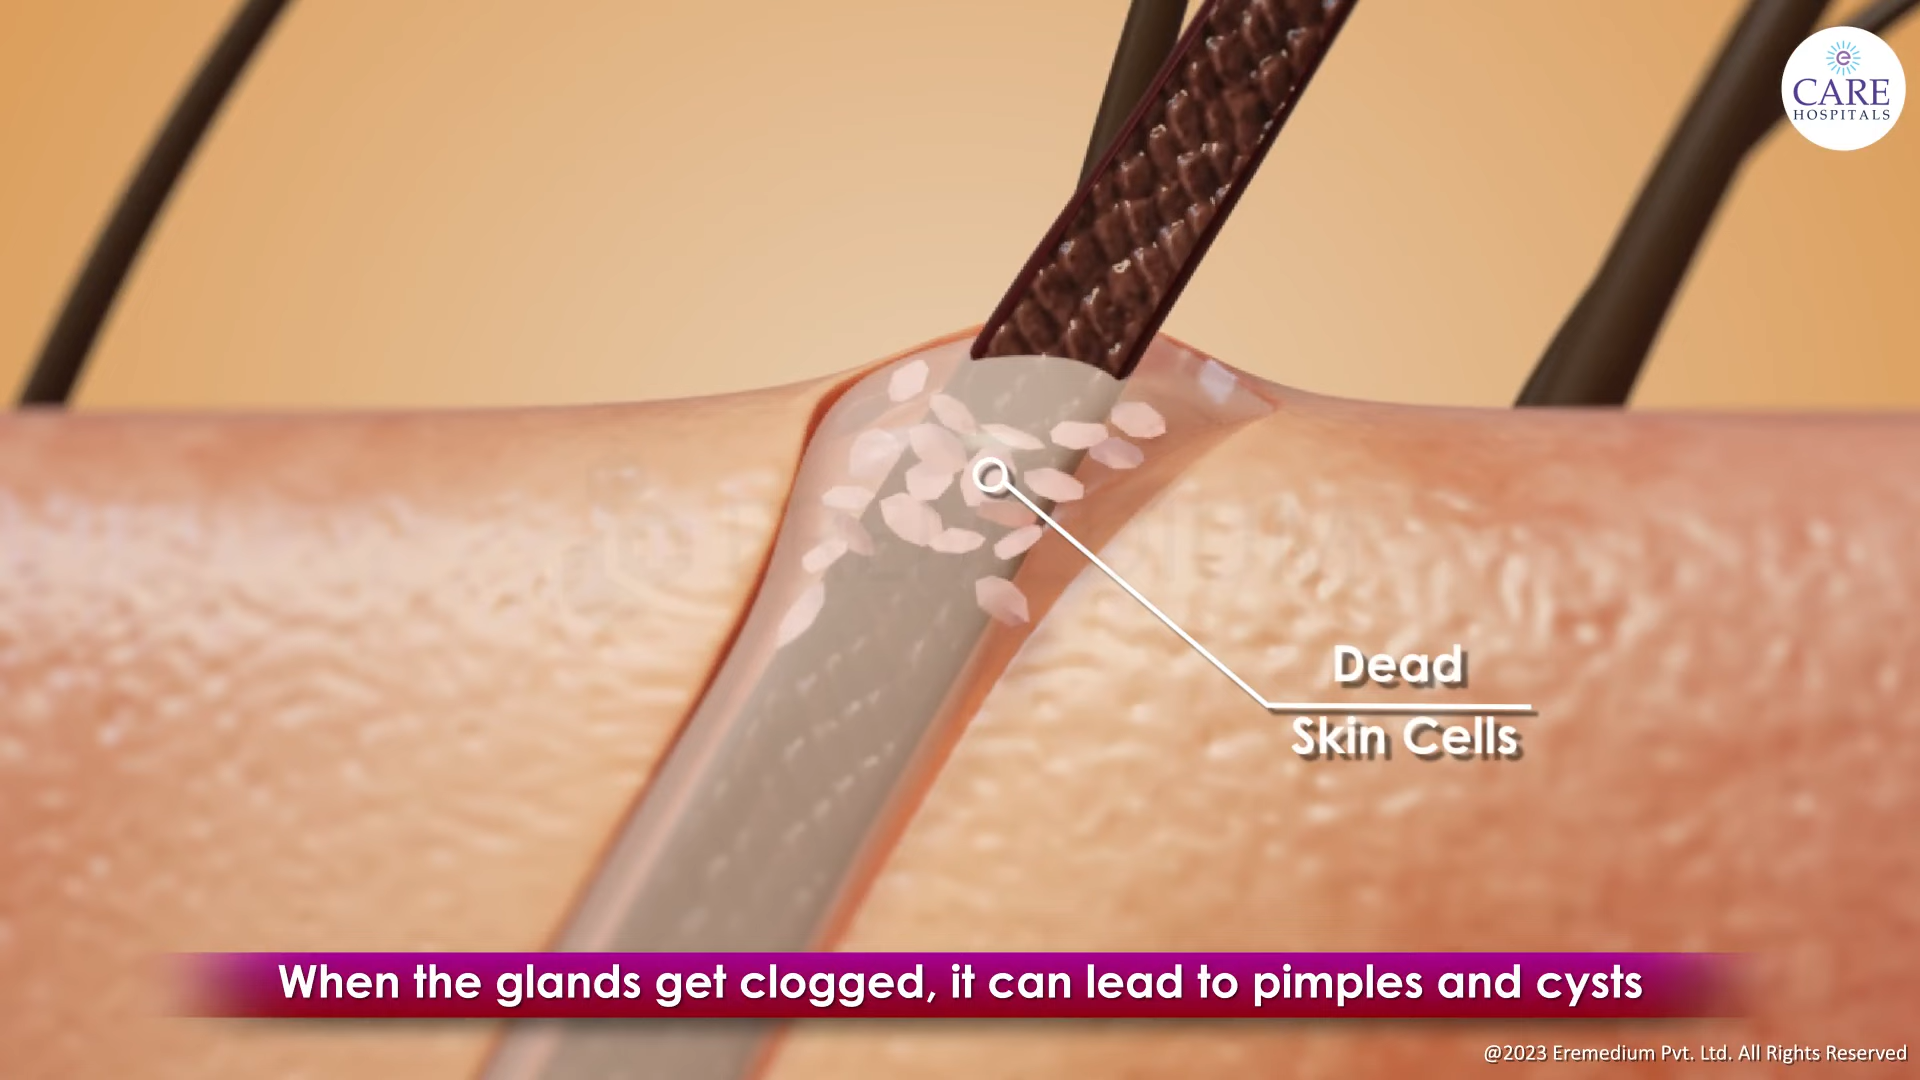 e
CARE
HOSPITALS
Dead
Skin Cells
When the glands get clogged, it can lead to pimples and cysts
@2023 Eremedium Pvt. Ltd. All Rights Reserved